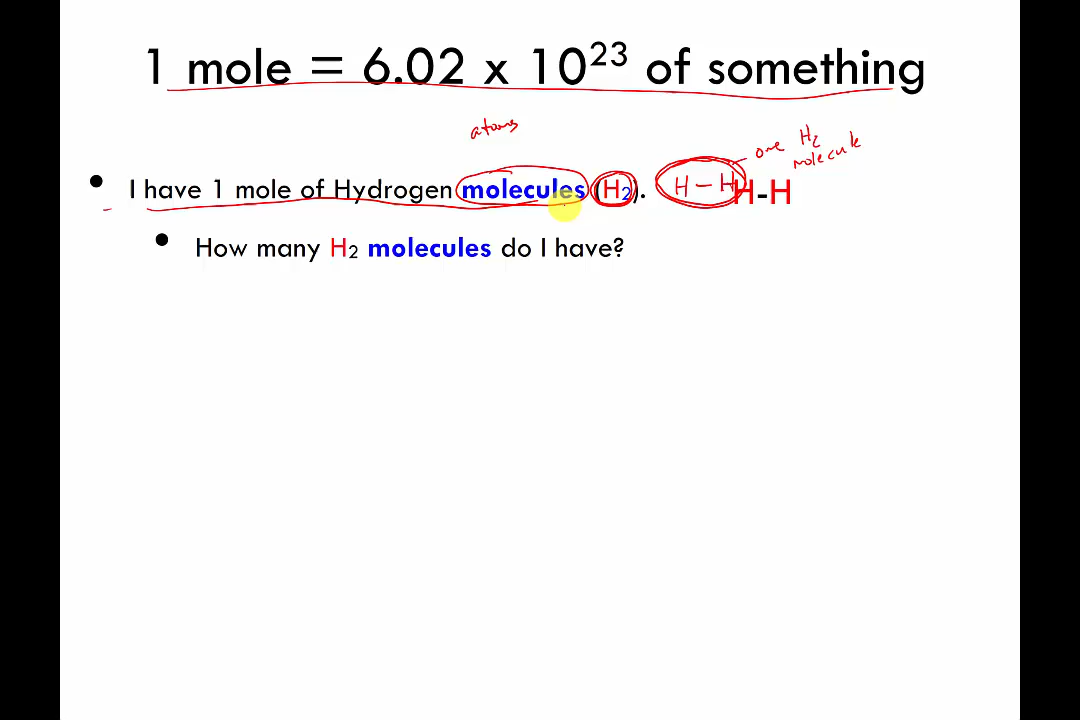 1 mole = 6.02 x 10²³ of something
atoms
one H₂
molecule
• I have 1 mole of Hydrogen molecules (H₂). H – H H-H
• How many H₂ molecules do I have?